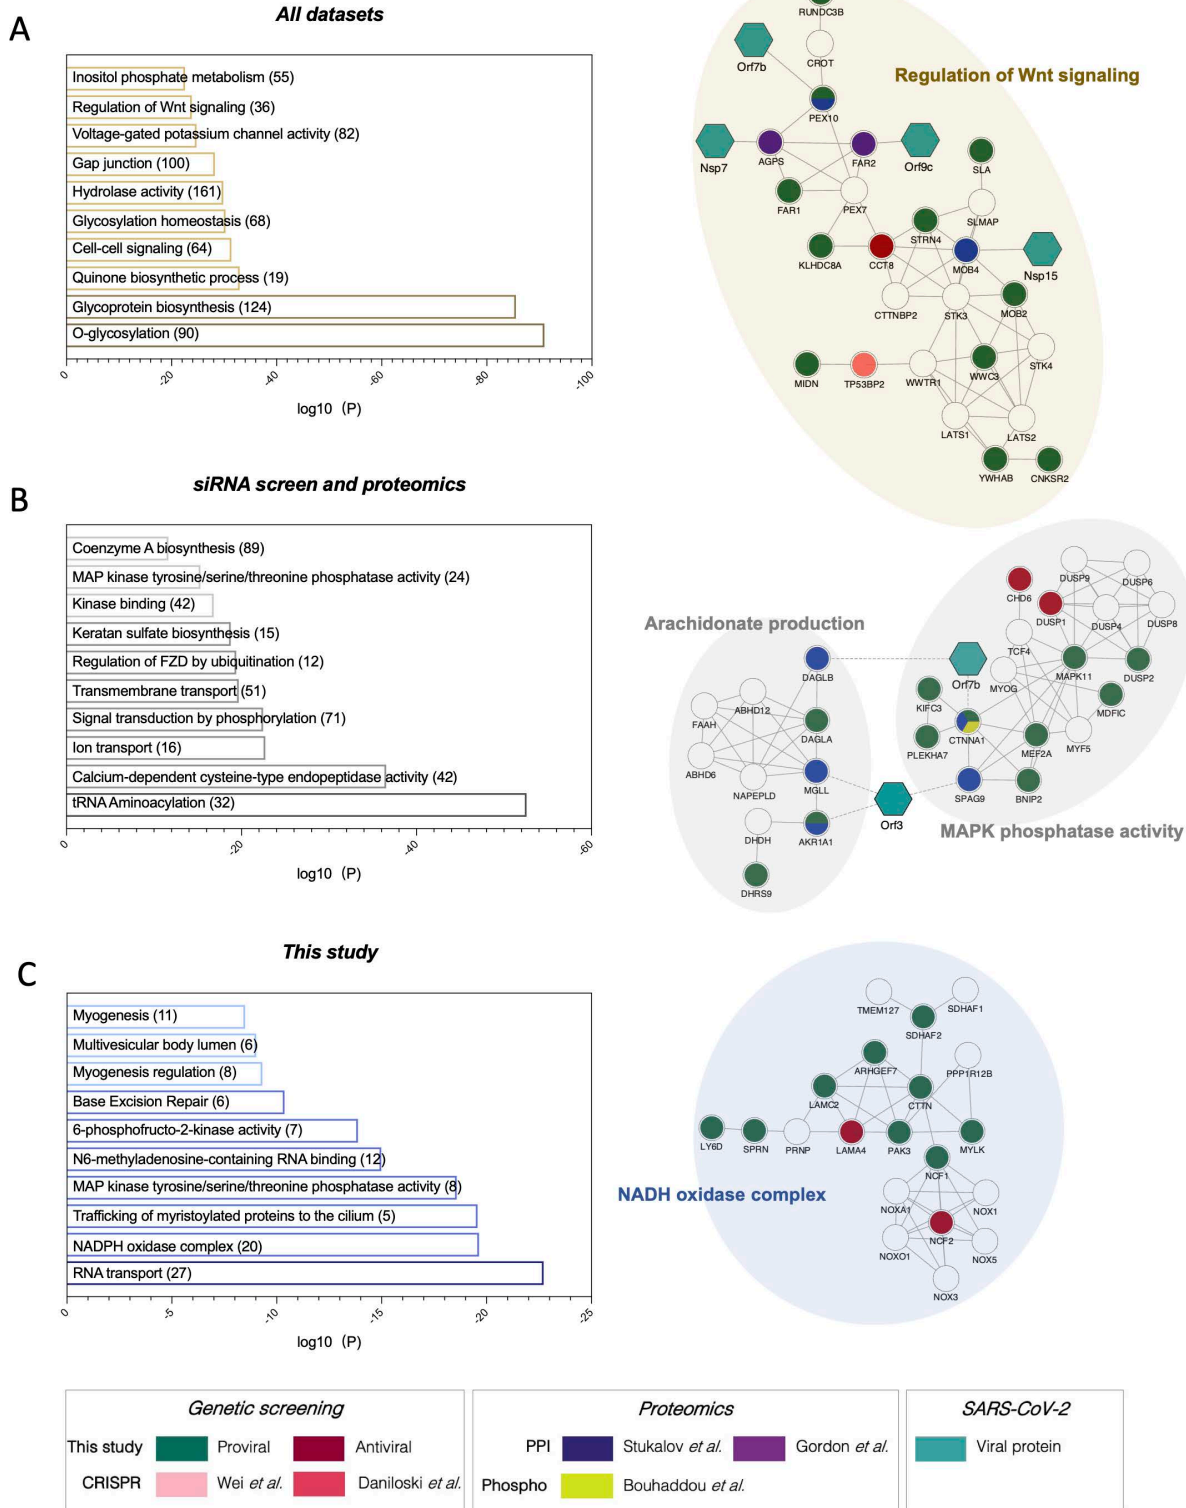 A
All datasets
Inositol phosphate metabolism (55)
Regulation of Wnt signaling (36)
Voltage-gated potassium channel activity (82)
Gap junction (100)
Hydrolase activity (161)
Glycosylation homeostasis (68)
Cell-cell signaling (64)
Quinone biosynthetic process (19)
Glycoprotein biosynthesis (124)
O-glycosylation (90)
0 -20 -40 -60 -80 -100
log10 (P)
Regulation of Wnt signaling
RUNDC3B
CROT
Orf7b
PEX10
Nsp7
AGPS
FAR2
Orf9c
SLA
FAR1
PEX7
SLMAP
STRN4
KLHDC8A
CCT8
MOB4
Nsp15
CTTNBP2
STK3
MOB2
MIDN
TP53BP2
WWTR1
WWC3
STK4
LATS1
LATS2
YWHAB
CNKSR2
B
siRNA screen and proteomics
Coenzyme A biosynthesis (89)
MAP kinase tyrosine/serine/threonine phosphatase activity (24)
Kinase binding (42)
Keratan sulfate biosynthesis (15)
Regulation of FZD by ubiquitination (12)
Transmembrane transport (51)
Signal transduction by phosphorylation (71)
Ion transport (16)
Calcium-dependent cysteine-type endopeptidase activity (42)
tRNA Aminoacylation (32)
0 -20 -40 -60
log10 (P)
Arachidonate production
DAGLB
ABHD12
FAAH
DAGLA
ABHD6
NAPEPLD
MGLL
DHDH
AKR1A1
DHRS9
Orf7b
Orf3
DUSP9
DUSP6
CHD6
DUSP1
DUSP4
DUSP8
TCF4
MAPK11
DUSP2
MYOG
KIFC3
MDFIC
CTNNA1
PLEKHA7
MEF2A
MYF5
SPAG9
BNIP2
MAPK phosphatase activity
C
This study
Myogenesis (11)
Multivesicular body lumen (6)
Myogenesis regulation (8)
Base Excision Repair (6)
6-phosphofructo-2-kinase activity (7)
N6-methyladenosine-containing RNA binding (12)
MAP kinase tyrosine/serine/threonine phosphatase activity (8)
Trafficking of myristoylated proteins to the cilium (5)
NADPH oxidase complex (20)
RNA transport (27)
0 -5 -10 -15 -20 -25
log10 (P)
NADH oxidase complex
TMEM127
SDHAF1
SDHAF2
ARHGEF7
PPP1R12B
LAMC2
CTTN
LY6D
SPRN
PRNP
LAMA4
PAK3
MYLK
NCF1
NOXA1
NOX1
NCF2
NOXO1
NOX5
NOX3
Genetic screening
This study Proviral Antiviral
CRISPR Wei et al. Daniloski et al.
Proteomics
PPI Stukalov et al. Gordon et al.
Phospho Bouhaddou et al.
SARS-CoV-2
Viral protein